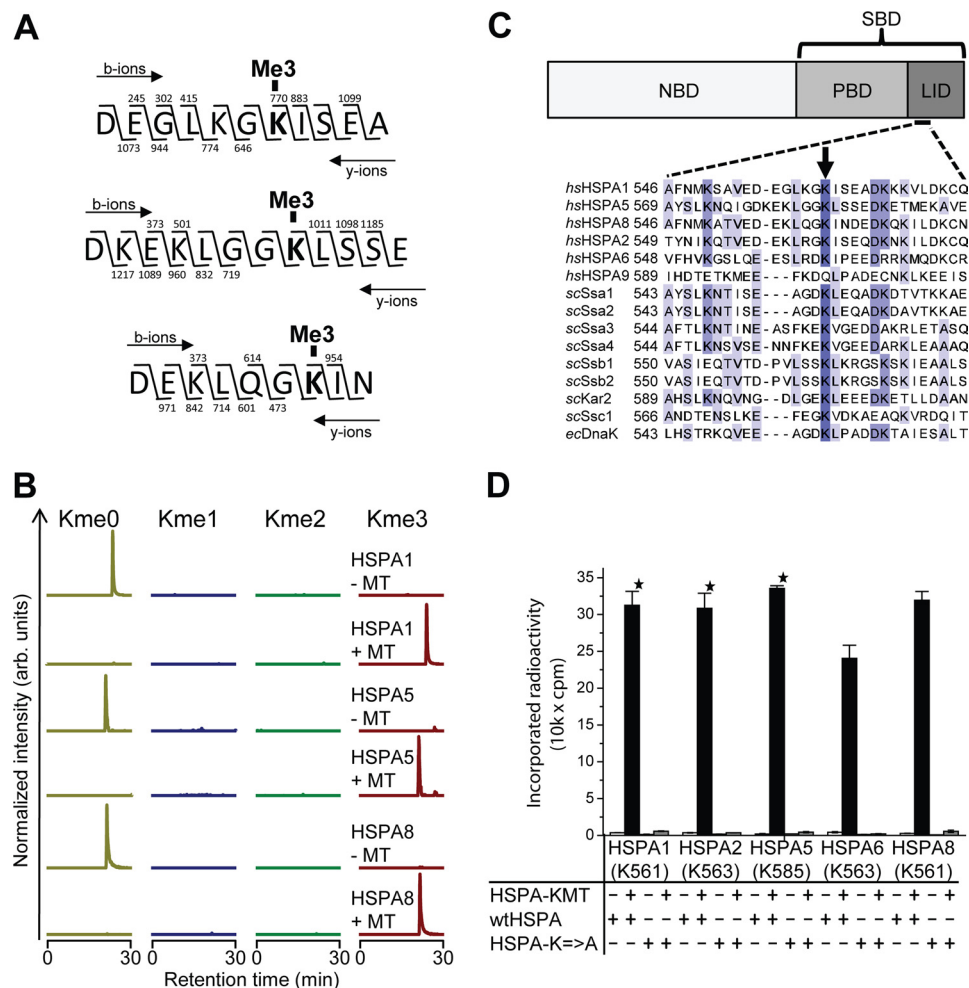 A
b-ions
Me3
245 302 415 770 883 1099
DEGLKGKISEA
1073 944 774 646
y-ions
Me3
b-ions
373 501 1011 1098 1185
DKEKLGGKLSSE
1217 1089 960 832 719
y-ions
Me3
b-ions
373 614 954
DEKLQGKIN
971 842 714 601 473
y-ions
B
Kme0 Kme1 Kme2 Kme3
HSPA1
- MT
HSPA1
+ MT
HSPA5
- MT
HSPA5
+ MT
HSPA8
- MT
HSPA8
+ MT
Normalized intensity (arb. units)
0 30 0 30 0 30 0 30
Retention time (min)
C
SBD
NBD PBD LID
hsHSPA1 546 AFNMKSAVED-EGLKGKISEADKKKVLDKCQ
hsHSPA5 569 AYSLKNQIGDKEKLGGKLSSEDKETMEKAVE
hsHSPA8 546 AFNMKATVED-EKLQGKINDEDKQKILDKCN
hsHSPA2 549 TYNIKQTVED-EKLRGKISEQDKNKILDKCN
hsHSPA6 548 VFHVKGSLQE-ESLRDKIPEEDRRKMQDKCR
hsHSPA9 589 IHDTETKMEE---FKDQLPADECNKLKEEIS
scSsa1 543 AYSLKNTISE---AGDKLEQADKDTVTKKAE
scSsa2 543 AYSLKNTISE---AGDKLEQADKDAVTKKAE
scSsa3 544 AFTLKNTINE-ASFKEKVGEDDAKRLETASQ
scSsa4 544 AFTLKNSVSE-NNFKEKVGEEDARKLEAAAQ
scSsb1 550 VASIEQTVTD-PVLSSKLKRGSKSKIEAALS
scSsb2 550 VASIEQTVTD-PVLSSKLKRGSKSKIEAALS
scKar2 589 AHSLKNQVNG-DLGEKLEEEDKETLLDAAN
scSsc1 566 ANDTENSLKE---FEGKVDKAEAQKVRDQIT
ecDnaK 543 LHSTRKQVEE---AGDKLPADDKTAIESALT
D
Incorporated radioactivity
(10k x cpm)
35
30
25
20
15
10
5
0
HSPA1 HSPA2 HSPA5 HSPA6 HSPA8
(K561) (K563) (K585) (K563) (K561)
HSPA-KMT - + - + - + - + - + - + - + - + - + - +
wtHSPA + + - - + + - - + + - - + + - - + + - -
HSPA-K=>A - - + + - - + + - - + + - - + + - - + +